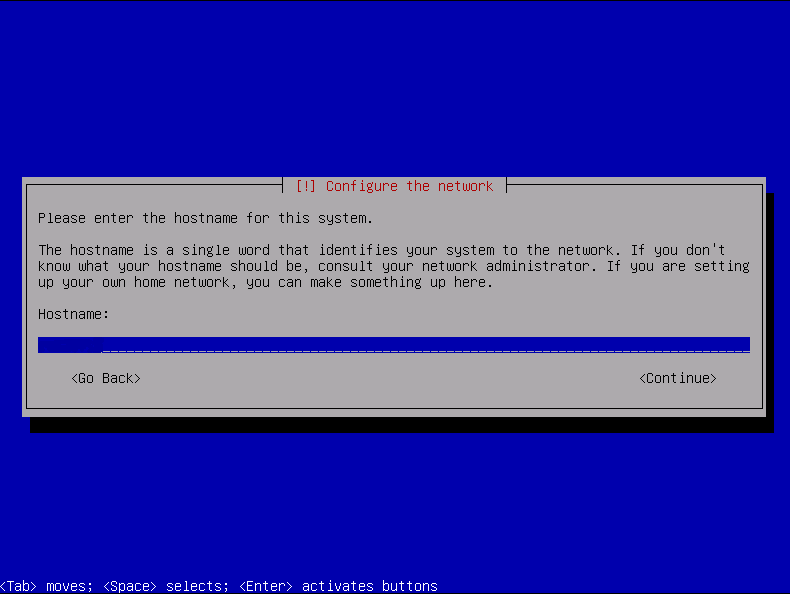 [!] Configure the network
Please enter the hostname for this system.
The hostname is a single word that identifies your system to the network. If you don't
know what your hostname should be, consult your network administrator. If you are setting
up your own home network, you can make something up here.
Hostname:
<Go Back> <Continue>
<Tab> moves; <Space> selects; <Enter> activates buttons